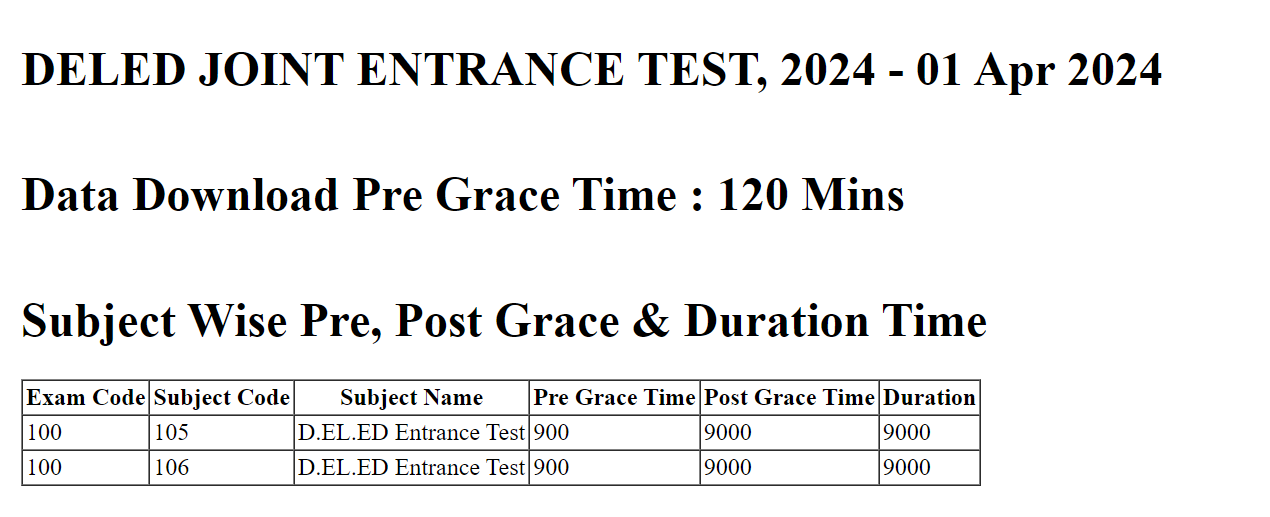 DELED JOINT ENTRANCE TEST, 2024 - 01 Apr 2024
Data Download Pre Grace Time : 120 Mins
Subject Wise Pre, Post Grace & Duration Time
Exam Code Subject Code Subject Name Pre Grace Time Post Grace Time Duration
100 105 D.EL.ED Entrance Test 900 9000 9000
100 106 D.EL.ED Entrance Test 900 9000 9000